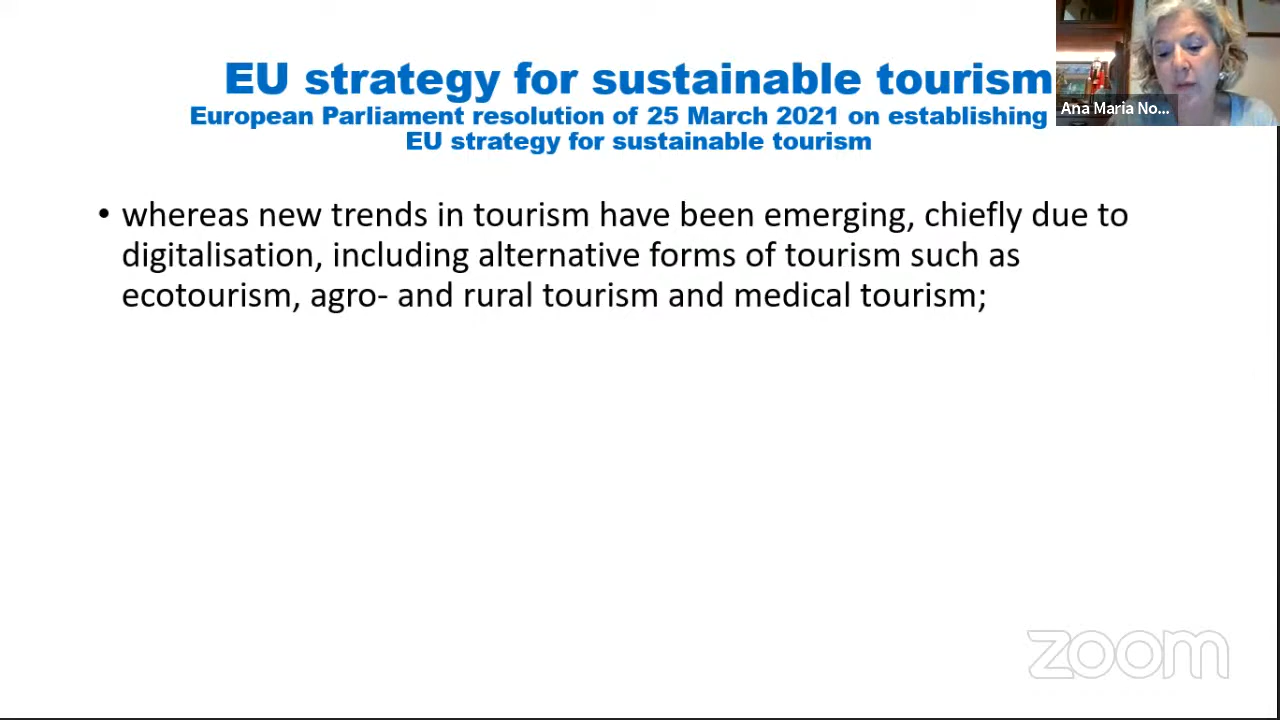 EU strategy for sustainable tourism
European Parliament resolution of 25 March 2021 on establishing
EU strategy for sustainable tourism
Ana Maria No...
• whereas new trends in tourism have been emerging, chiefly due to
digitalisation, including alternative forms of tourism such as
ecotourism, agro- and rural tourism and medical tourism;
zoom